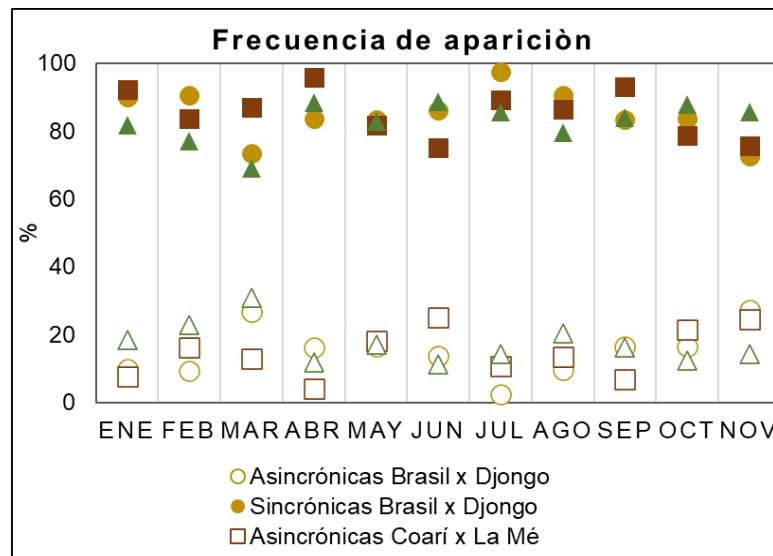 Frecuencia de apariciòn
100
80
60
40
20
0
%
ENE FEB MAR ABR MAY JUN JUL AGO SEP OCT NOV
Asincrónicas Brasil x Djongo
Sincrónicas Brasil x Djongo
Asincrónicas Coarí x La Mé